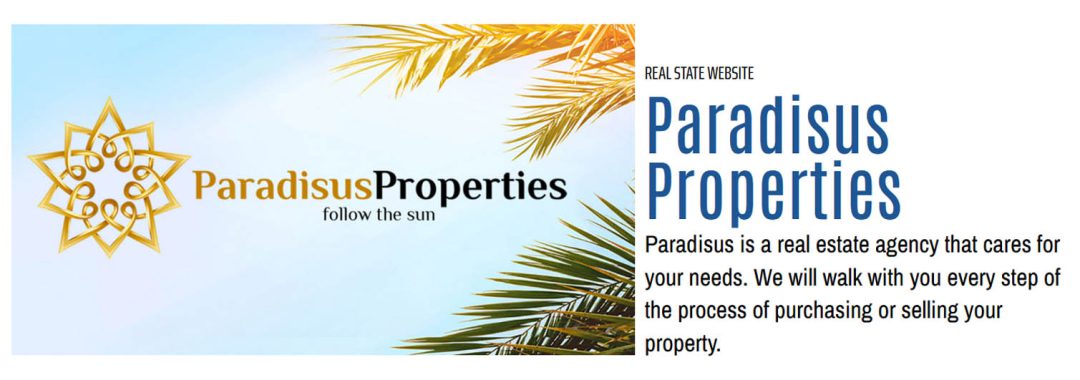 ParadisusProperties
follow the sun
REAL STATE WEBSITE
Paradisus
Properties
Paradisus is a real estate agency that cares for
your needs. We will walk with you every step of
the process of purchasing or selling your
property.